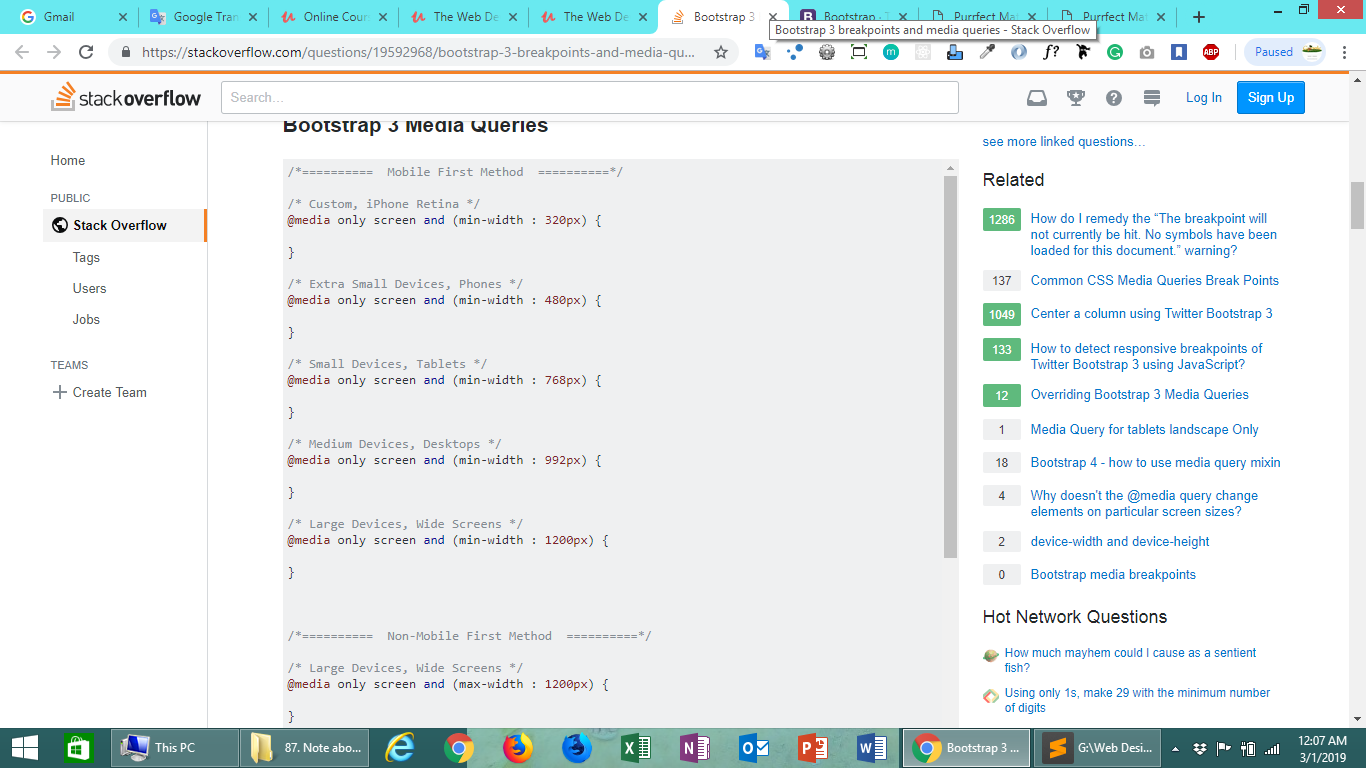 Gmail
Google Tran
Online Cours
The Web De
The Web De
Bootstrap 3
Bootstrap · T
Purrfect Mat
Purrfect Mat
Bootstrap 3 breakpoints and media queries - Stack Overflow
https://stackoverflow.com/questions/19592968/bootstrap-3-breakpoints-and-media-qu...
f?
ABP
Paused
stackoverflow
Search...
Log In
Sign Up
Home
PUBLIC
Stack Overflow
Tags
Users
Jobs
TEAMS
Create Team
Bootstrap 3 Media Queries
/*==========  Mobile First Method  ==========*/
/* Custom, iPhone Retina */
@media only screen and (min-width : 320px) {
}
/* Extra Small Devices, Phones */
@media only screen and (min-width : 480px) {
}
/* Small Devices, Tablets */
@media only screen and (min-width : 768px) {
}
/* Medium Devices, Desktops */
@media only screen and (min-width : 992px) {
}
/* Large Devices, Wide Screens */
@media only screen and (min-width : 1200px) {
}
/*==========  Non-Mobile First Method  ==========*/
/* Large Devices, Wide Screens */
@media only screen and (max-width : 1200px) {
}
see more linked questions…
Related
1286 How do I remedy the “The breakpoint will
not currently be hit. No symbols have been
loaded for this document.” warning?
137 Common CSS Media Queries Break Points
1049 Center a column using Twitter Bootstrap 3
133 How to detect responsive breakpoints of
Twitter Bootstrap 3 using JavaScript?
12 Overriding Bootstrap 3 Media Queries
1 Media Query for tablets landscape Only
18 Bootstrap 4 - how to use media query mixin
4 Why doesn't the @media query change
elements on particular screen sizes?
2 device-width and device-height
0 Bootstrap media breakpoints
Hot Network Questions
How much mayhem could I cause as a sentient
fish?
Using only 1s, make 29 with the minimum number
of digits
This PC
87. Note abo...
Bootstrap 3 ...
G:\Web Desi...
12:07 AM
3/1/2019